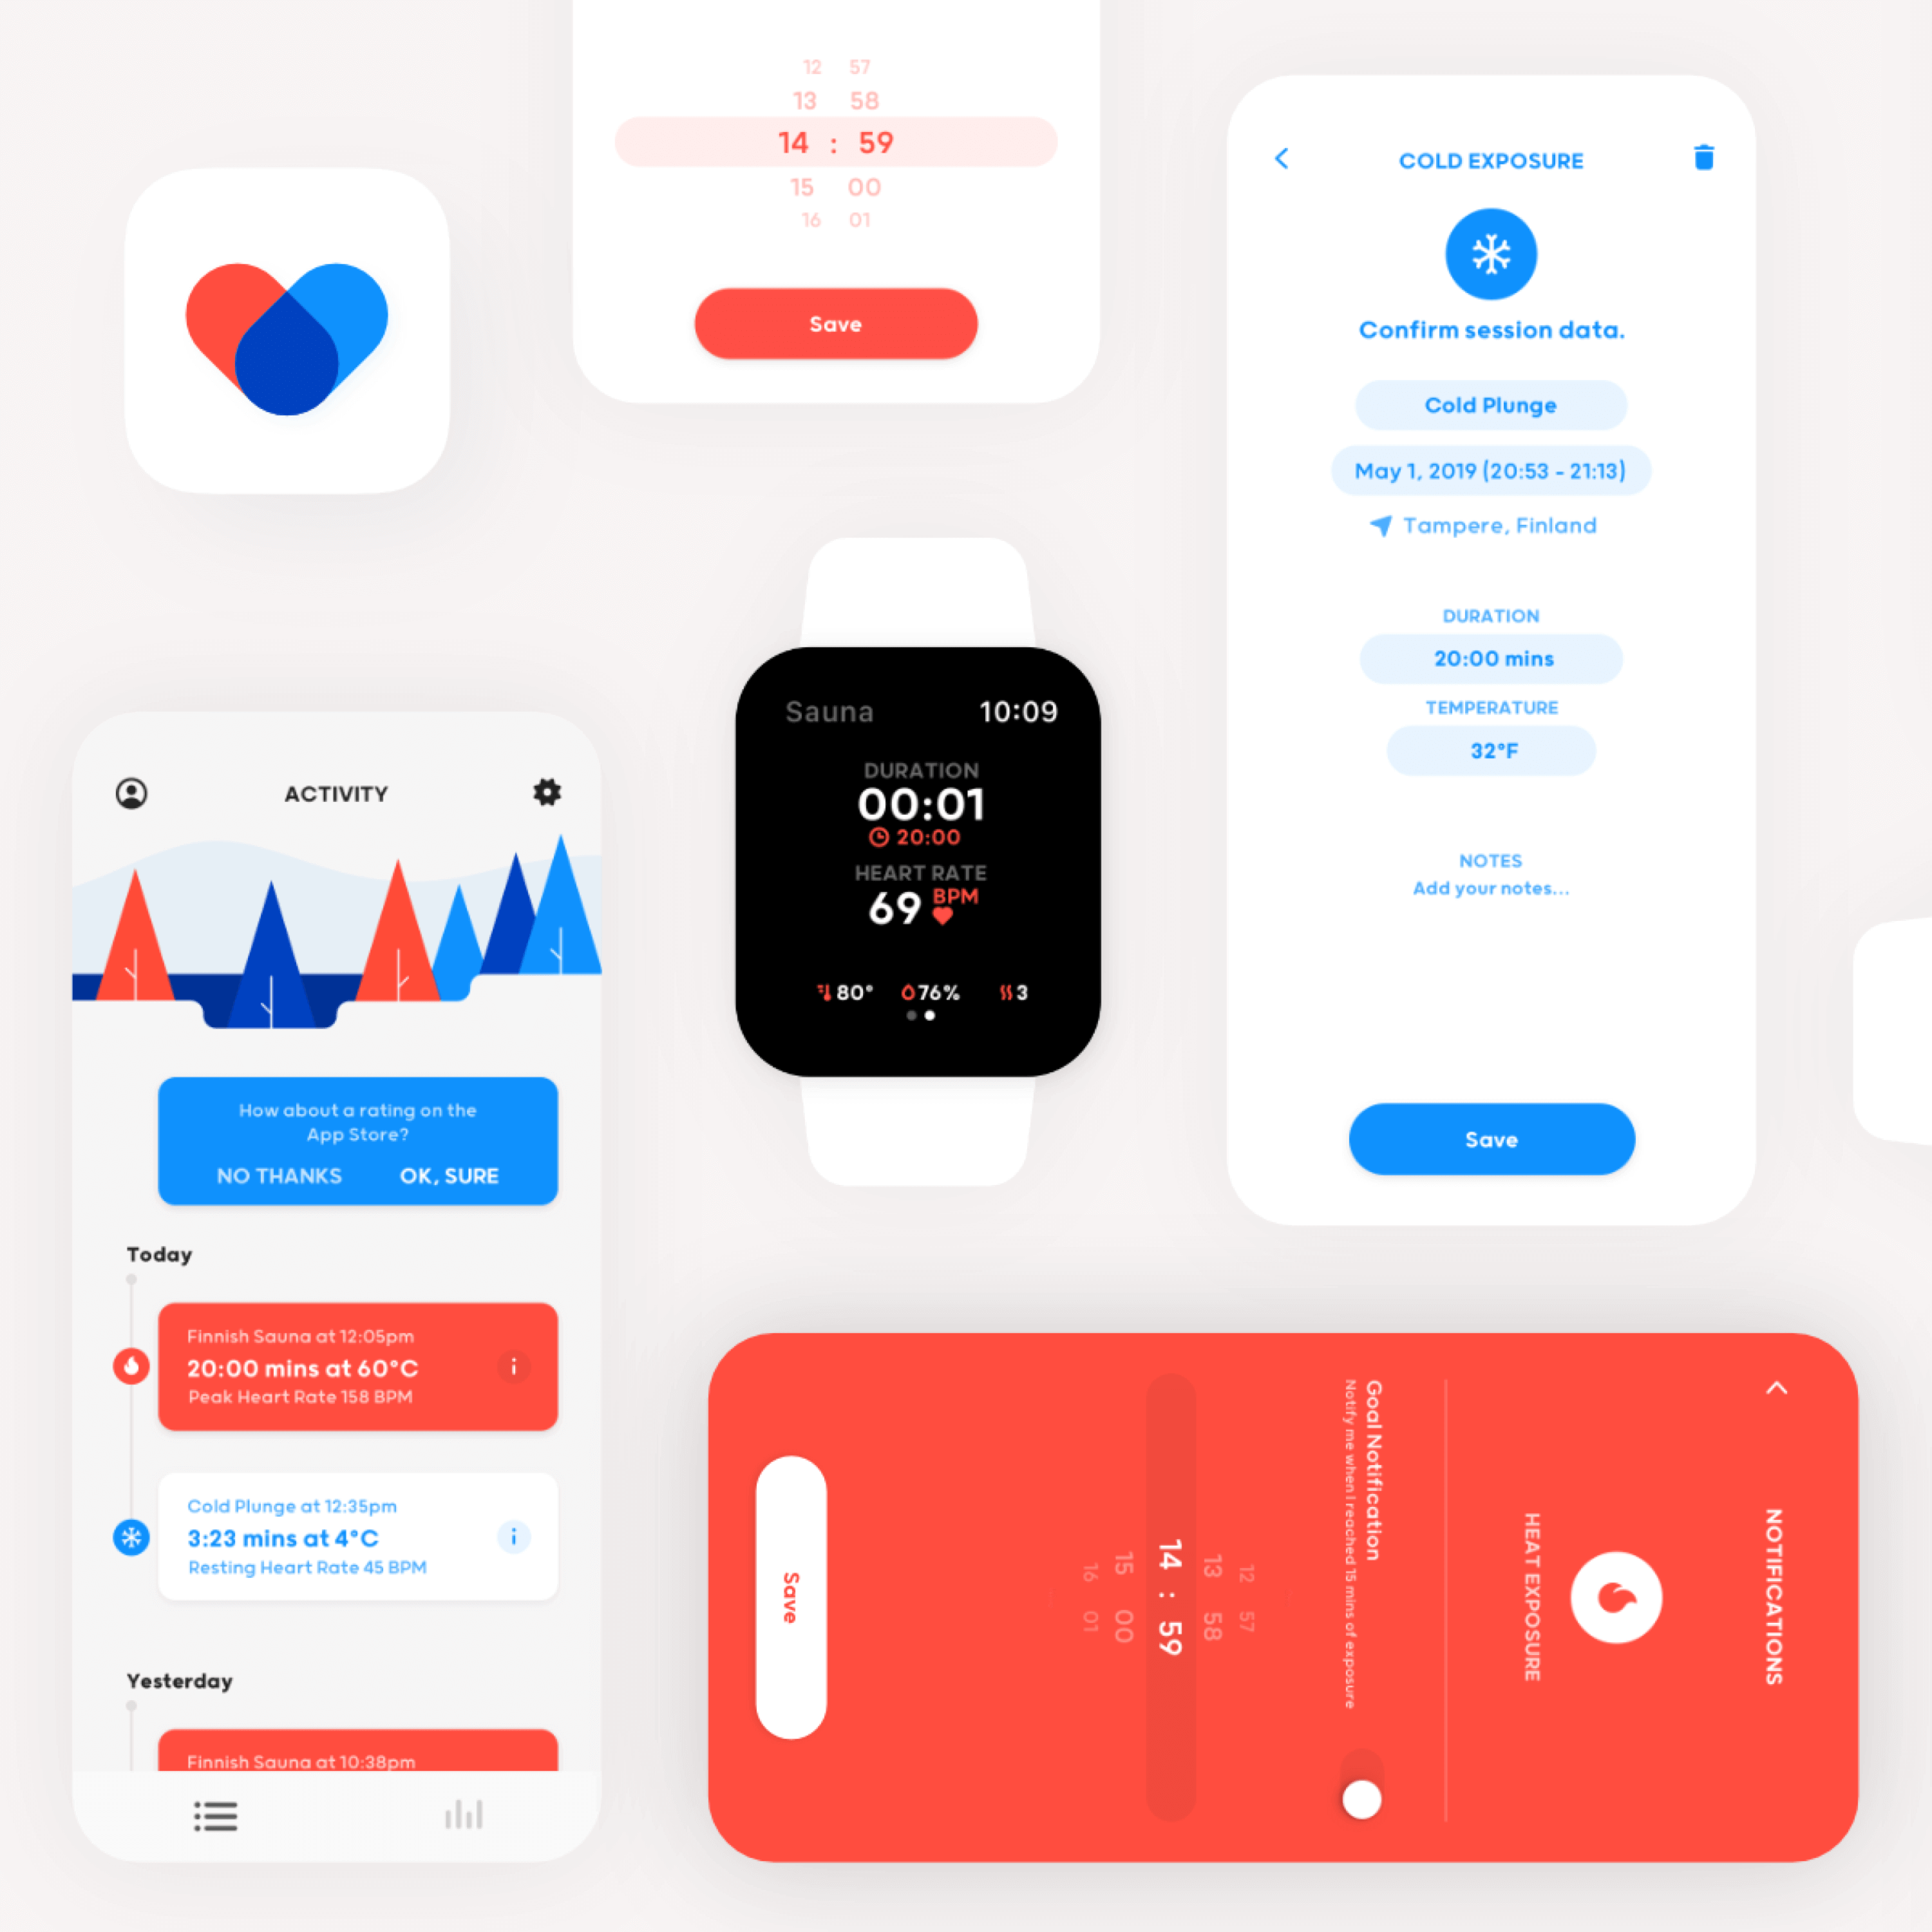 12 57
13 58
14 : 59
15 00
16 01
Save
COLD EXPOSURE
Confirm session data.
Cold Plunge
May 1, 2019 (20:53 - 21:13)
Tampere, Finland
DURATION
20:00 mins
TEMPERATURE
32°F
NOTES
Add your notes...
Save
Sauna 10:09
DURATION
00:01
20:00
HEART RATE
69 BPM
80° 76% 3
ACTIVITY
How about a rating on the
App Store?
NO THANKS OK, SURE
Today
Finnish Sauna at 12:05pm
20:00 mins at 60°C
i
Peak Heart Rate 158 BPM
Cold Plunge at 12:35pm
3:23 mins at 4°C
i
Resting Heart Rate 45 BPM
Yesterday
Finnish Sauna at 10:38pm
NOTIFICATIONS
HEAT EXPOSURE
Goal Notification
Notify me when I reached 15 mins of exposure
12 57
13 58
14 : 59
15 00
16 01
Save